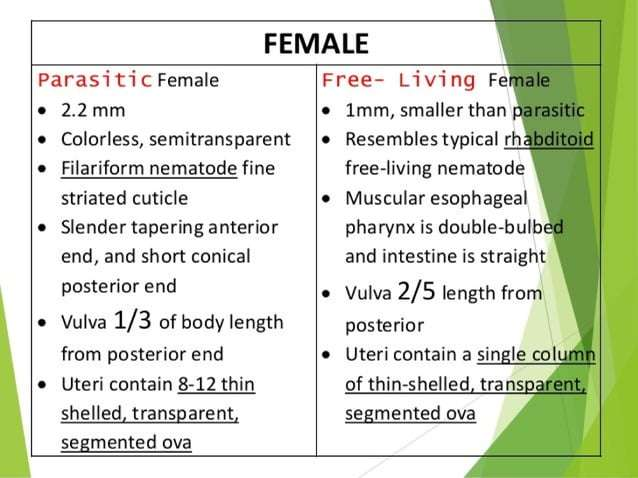 FEMALE
Parasitic Female
• 2.2 mm
• Colorless, semitransparent
• Filariform nematode fine
striated cuticle
• Slender tapering anterior
end, and short conical
posterior end
• Vulva 1/3 of body length
from posterior end
• Uteri contain 8-12 thin
shelled, transparent,
segmented ova
Free- Living Female
• 1mm, smaller than parasitic
• Resembles typical rhabditoid
free-living nematode
• Muscular esophageal
pharynx is double-bulbed
and intestine is straight
• Vulva 2/5 length from
posterior
• Uteri contain a single column
of thin-shelled, transparent,
segmented ova